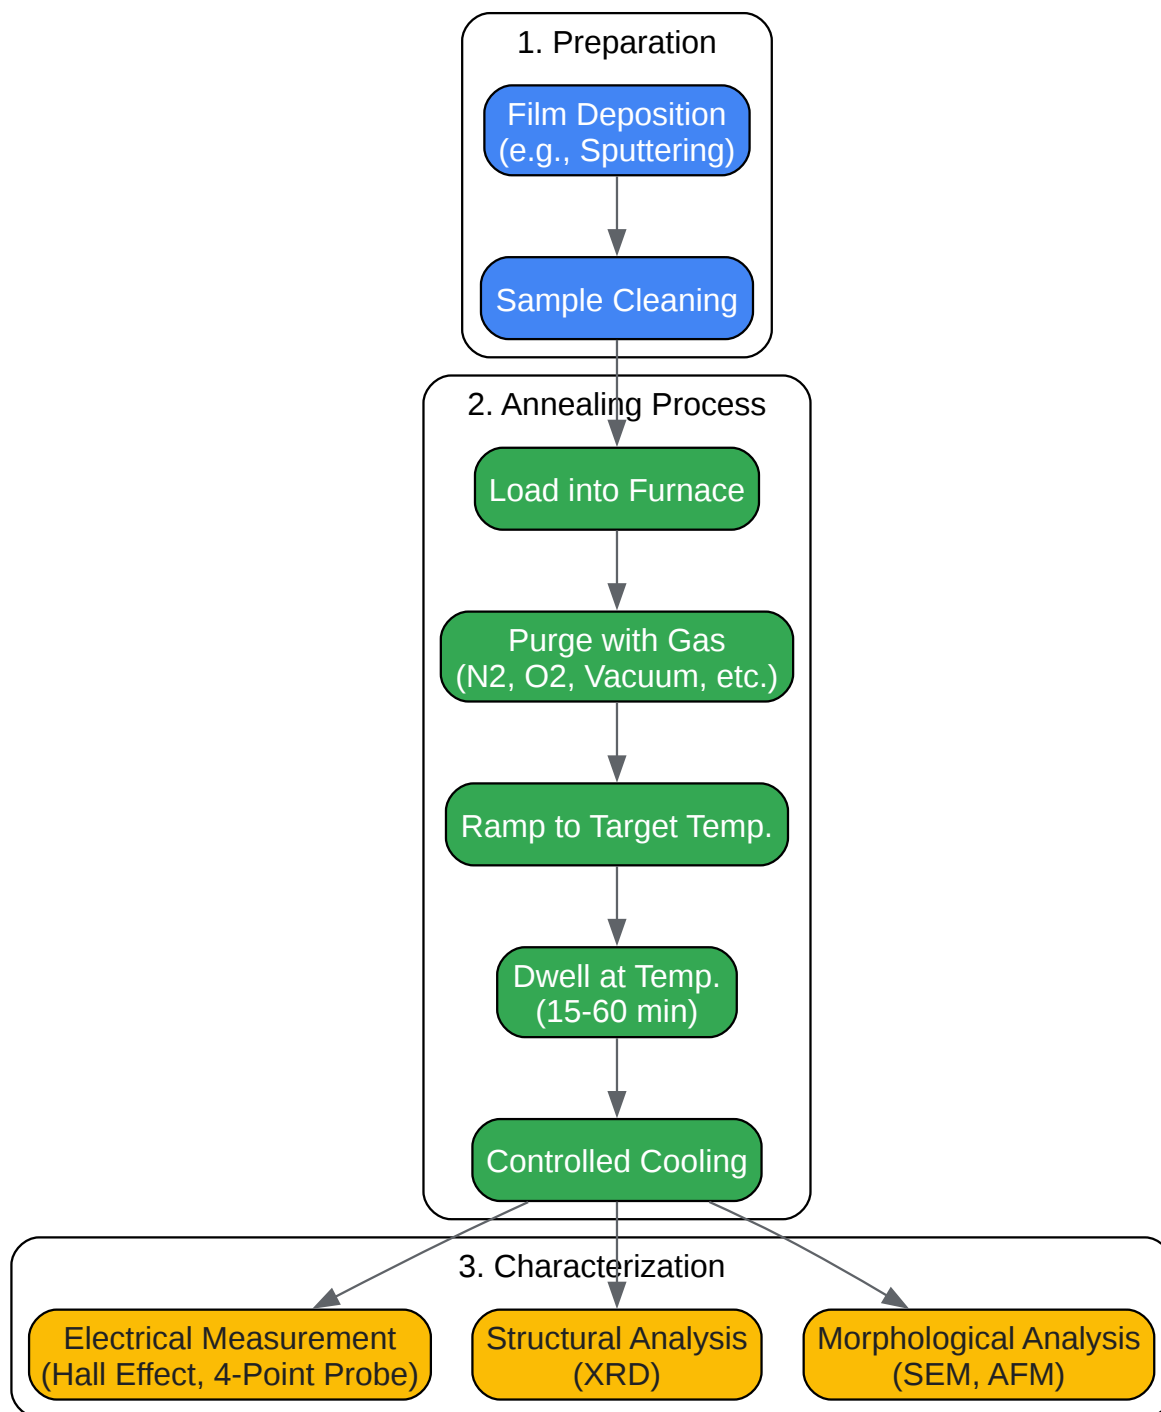 1. Preparation
Film Deposition
(e.g., Sputtering)
Sample Cleaning
2. Annealing Process
Load into Furnace
Purge with Gas
(N2, O2, Vacuum, etc.)
Ramp to Target Temp.
Dwell at Temp.
(15-60 min)
Controlled Cooling
3. Characterization
Electrical Measurement
(Hall Effect, 4-Point Probe)
Structural Analysis
(XRD)
Morphological Analysis
(SEM, AFM)